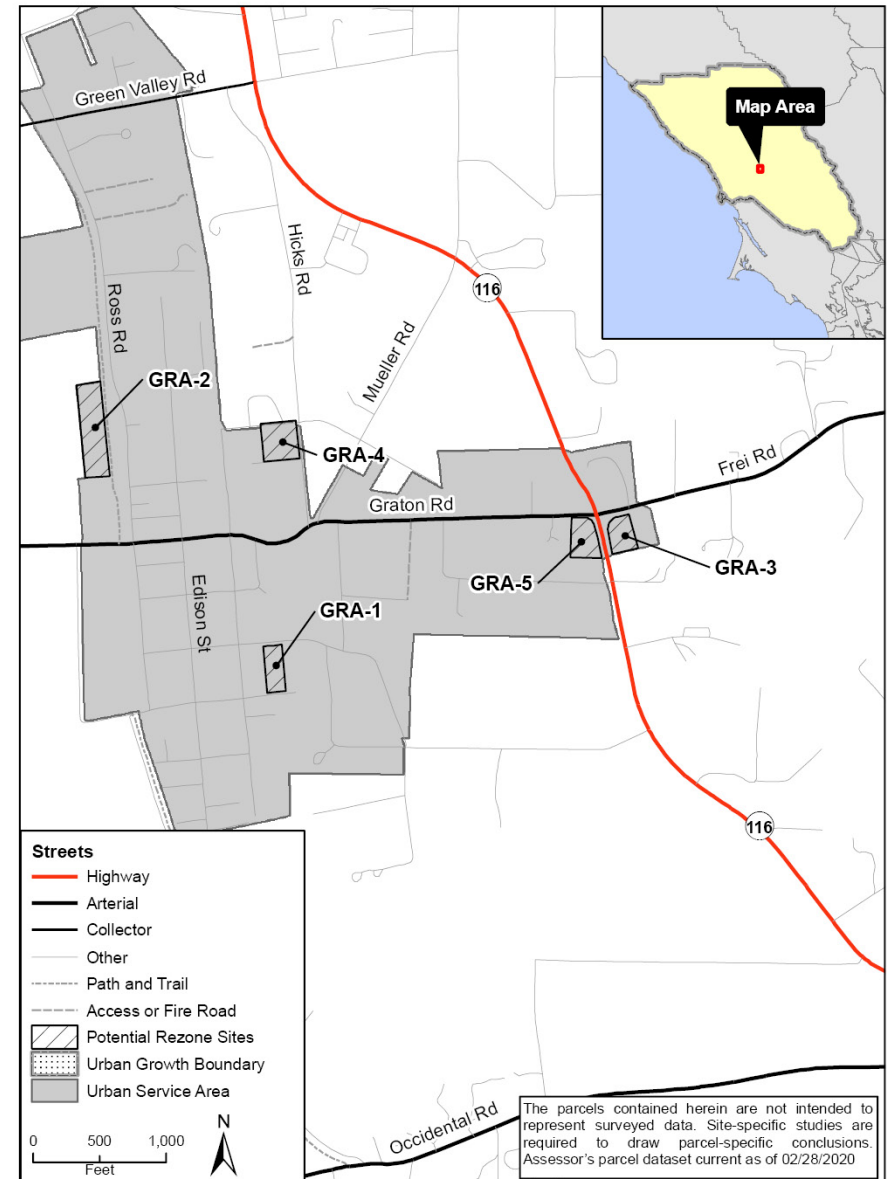 Green Valley Rd
Map Area
Hicks Rd
Ross Rd
116
Mueller Rd
GRA-2
GRA-4
Frei Rd
Graton Rd
GRA-3
GRA-5
Edison St
GRA-1
116
Streets
Highway
Arterial
Collector
Other
Path and Trail
Access or Fire Road
Potential Rezone Sites
Urban Growth Boundary
Urban Service Area
N
0 500 1,000
Feet
Occidental Rd
The parcels contained herein are not intended to
represent surveyed data. Site-specific studies are
required to draw parcel-specific conclusions.
Assessor's parcel dataset current as of 02/28/2020